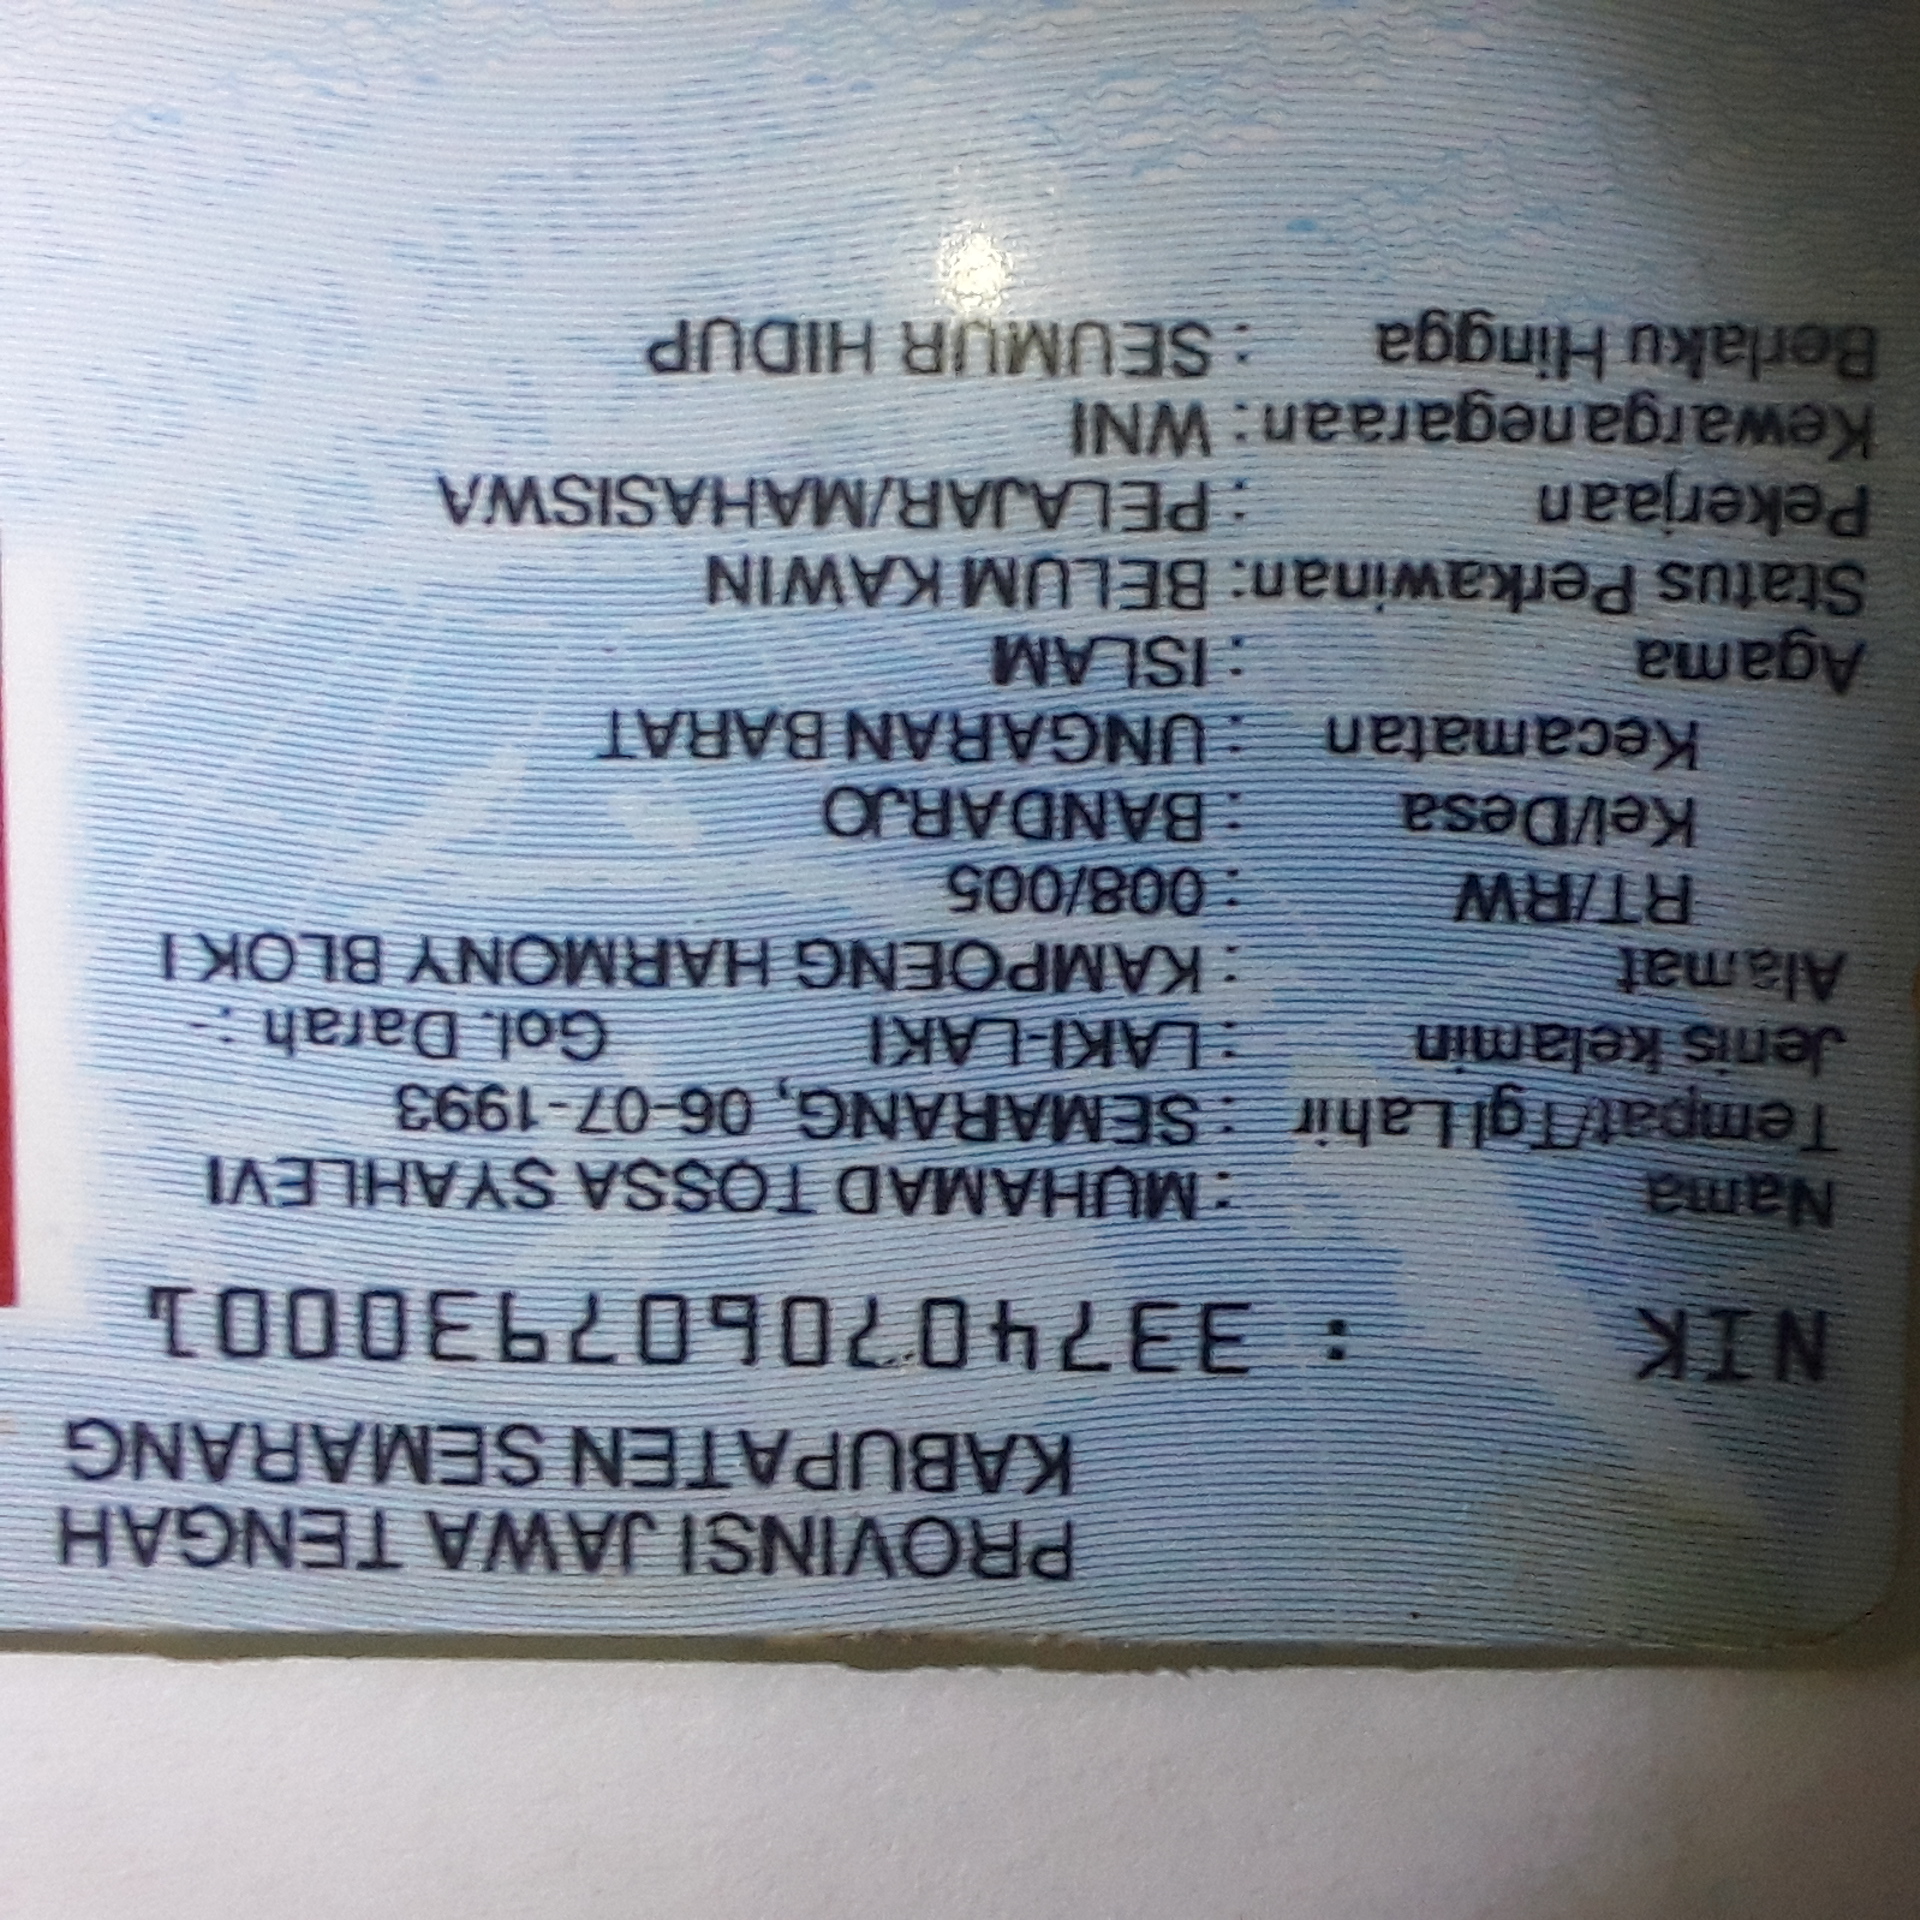 PROVINSI JAWA TENGAH
KABUPATEN SEMARANG
NIK : 3374070607930001
Nama : MUHAMAD TOSSA SYAHLEVI
Tempat/Tgl Lahir : SEMARANG, 06-07-1993
Jenis kelamin : LAKI-LAKI Gol. Darah :-
Alamat : KAMPOENG HARMONY BLOK I
RT/RW : 008/005
Kel/Desa : BANDARJO
Kecamatan : UNGARAN BARAT
Agama : ISLAM
Status Perkawinan: BELUM KAWIN
Pekerjaan : PELAJAR/MAHASISWA
Kewarganegaraan: WNI
Berlaku Hingga : SEUMUR HIDUP